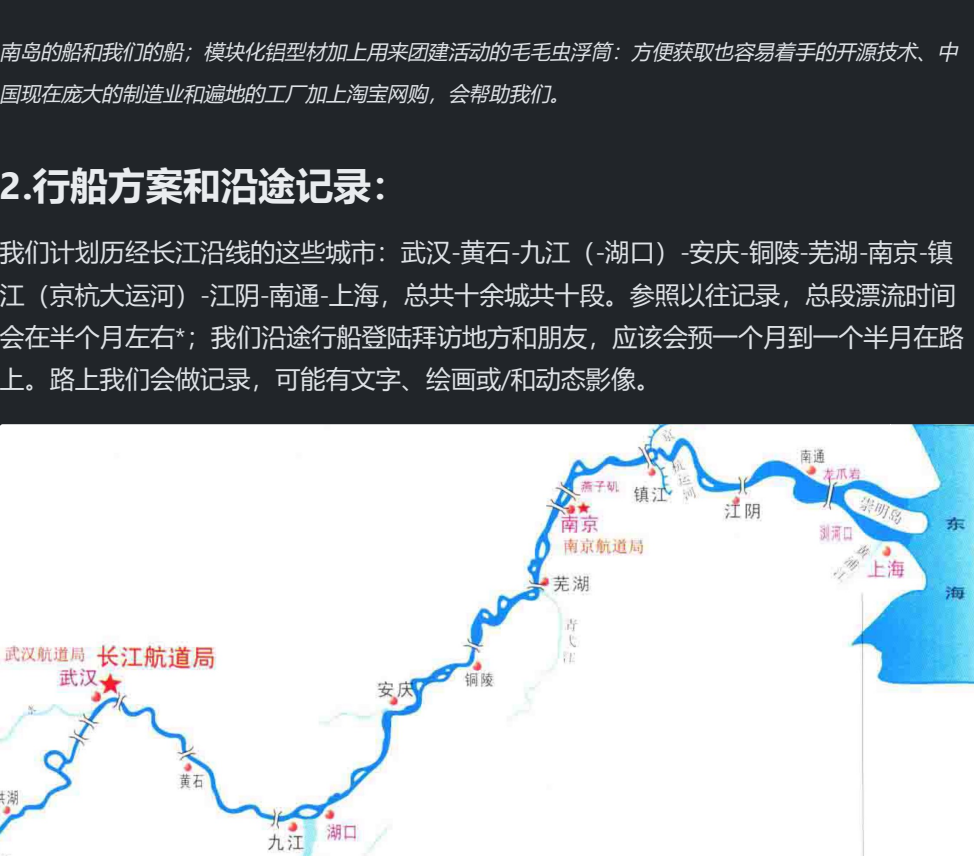 南岛的船和我们的船；模块化铝型材加上用来团建活动的毛毛虫浮筒：方便获取也容易着手的开源技术、中
国现在庞大的制造业和遍地的工厂加上淘宝网购，会帮助我们。
2.行船方案和沿途记录：
我们计划历经长江沿线的这些城市：武汉-黄石-九江（-湖口）-安庆-铜陵-芜湖-南京-镇
江（京杭大运河）-江阴-南通-上海，总共十余城共十段。参照以往记录，总段漂流时间
会在半个月左右*；我们沿途行船登陆拜访地方和朋友，应该会预一个月到一个半月在路
上。路上我们会做记录，可能有文字、绘画或/和动态影像。
京杭运河
南通
龙爪岩
燕子矶
镇江
江阴
崇明岛
东海
南京
浏河口
南京航道局
黄浦江
上海
芜湖
青弋江
武汉航道局
长江航道局
武汉
铜陵
安庆
黄石
洪湖
九江
湖口